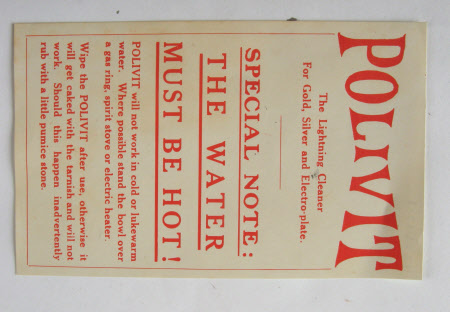 POLIVIT
The Lightning Cleaner
For Gold, Silver and Electro-plate.
SPECIAL NOTE:
THE WATER
MUST BE HOT!
POLIVIT will not work in cold or lukewarm
water. Where possible stand the bowl over
a gas ring, spirit stove or electric heater.
Wipe the POLIVIT after use, otherwise it
will get caked with the tarnish and will not
work. Should this happen inadvertently
rub with a little pumice stone.